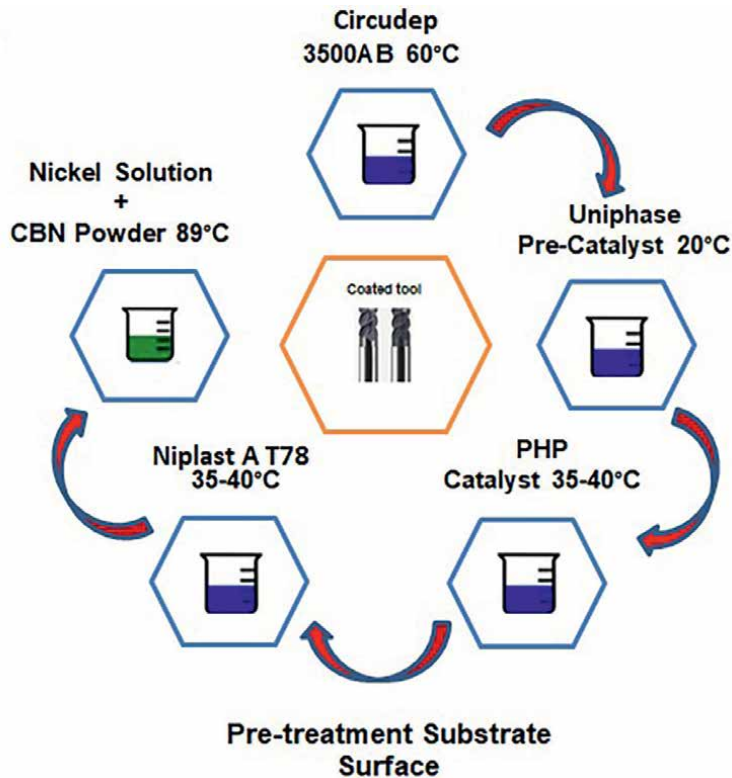 Circudep
3500AB 60°C
Nickel Solution
+
CBN Powder 89°C
Uniphase
Pre-Catalyst 20°C
Coated tool
Niplast A T78
35-40°C
PHP
Catalyst 35-40°C
Pre-treatment Substrate
Surface